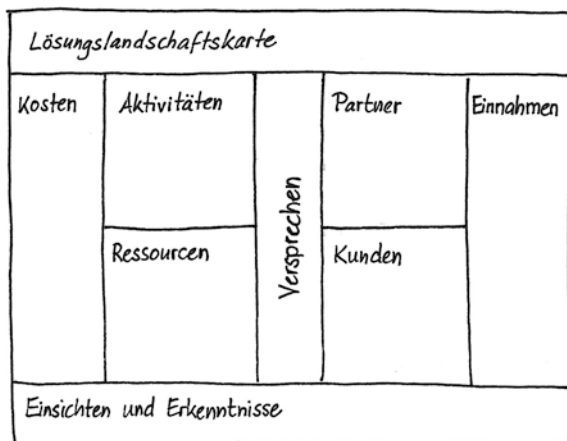 Lösungslandschaftskarte
Kosten
Aktivitäten
Versprechen
Partner
Einnahmen
Ressourcen
Kunden
Einsichten und Erkenntnisse